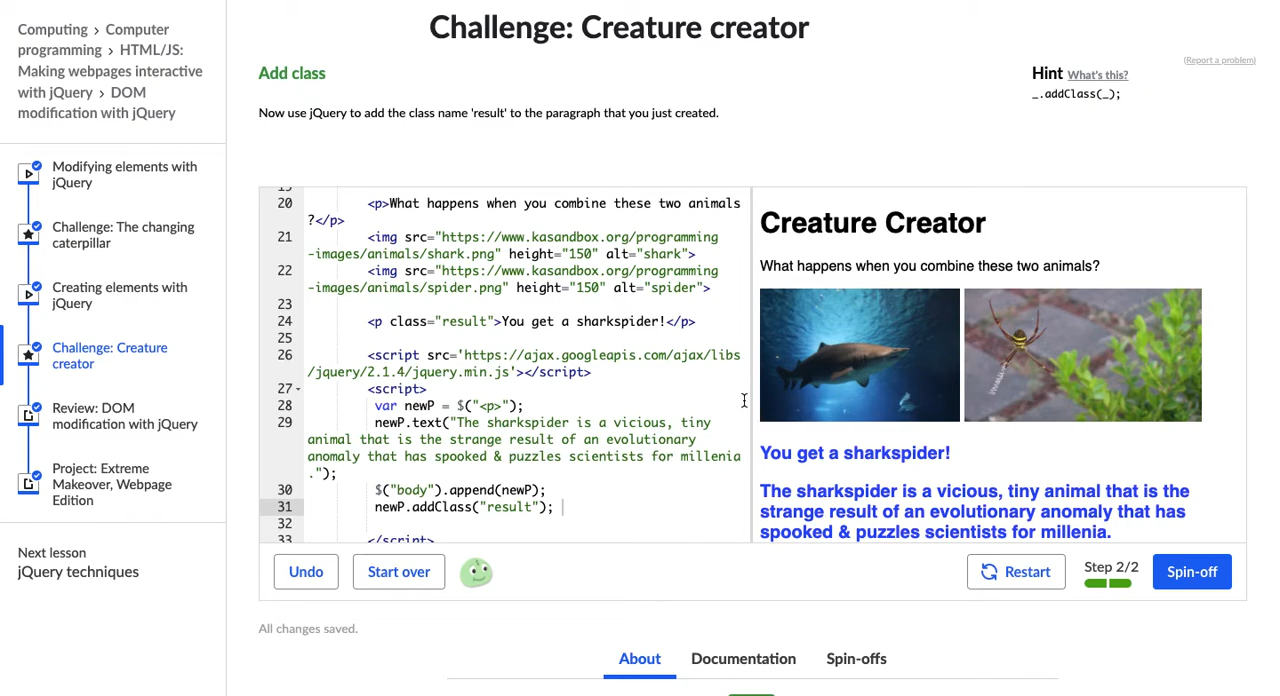 Computing > Computer
programming > HTML/JS:
Making webpages interactive
with jQuery > DOM
modification with jQuery
Modifying elements with
jQuery
Challenge: The changing
caterpillar
Creating elements with
jQuery
Challenge: Creature
creator
Review: DOM
modification with jQuery
Project: Extreme
Makeover, Webpage
Edition
Next lesson
jQuery techniques
Challenge: Creature creator
(Report a problem)
Add class
Hint What's this?
_.addClass(_);
Now use jQuery to add the class name 'result' to the paragraph that you just created.
19
20 <p>What happens when you combine these two animals
?</p>
21 <img src="https://www.kasandbox.org/programming
-images/animals/shark.png" height="150" alt="shark">
22 <img src="https://www.kasandbox.org/programming
-images/animals/spider.png" height="150" alt="spider">
23
24 <p class="result">You get a sharkspider!</p>
25
26 <script src='https://ajax.googleapis.com/ajax/libs
/jquery/2.1.4/jquery.min.js'></script>
27 <script>
28 var newP = $("<p>");
29 newP.text("The sharkspider is a vicious, tiny
animal that is the strange result of an evolutionary
anomaly that has spooked & puzzles scientists for millenia
.");
30 $("body").append(newP);
31 newP.addClass("result");
32
33 </script>
Creature Creator
What happens when you combine these two animals?
You get a sharkspider!
The sharkspider is a vicious, tiny animal that is the
strange result of an evolutionary anomaly that has
spooked & puzzles scientists for millenia.
Undo
Start over
Restart
Step 2/2
Spin-off
All changes saved.
About
Documentation
Spin-offs